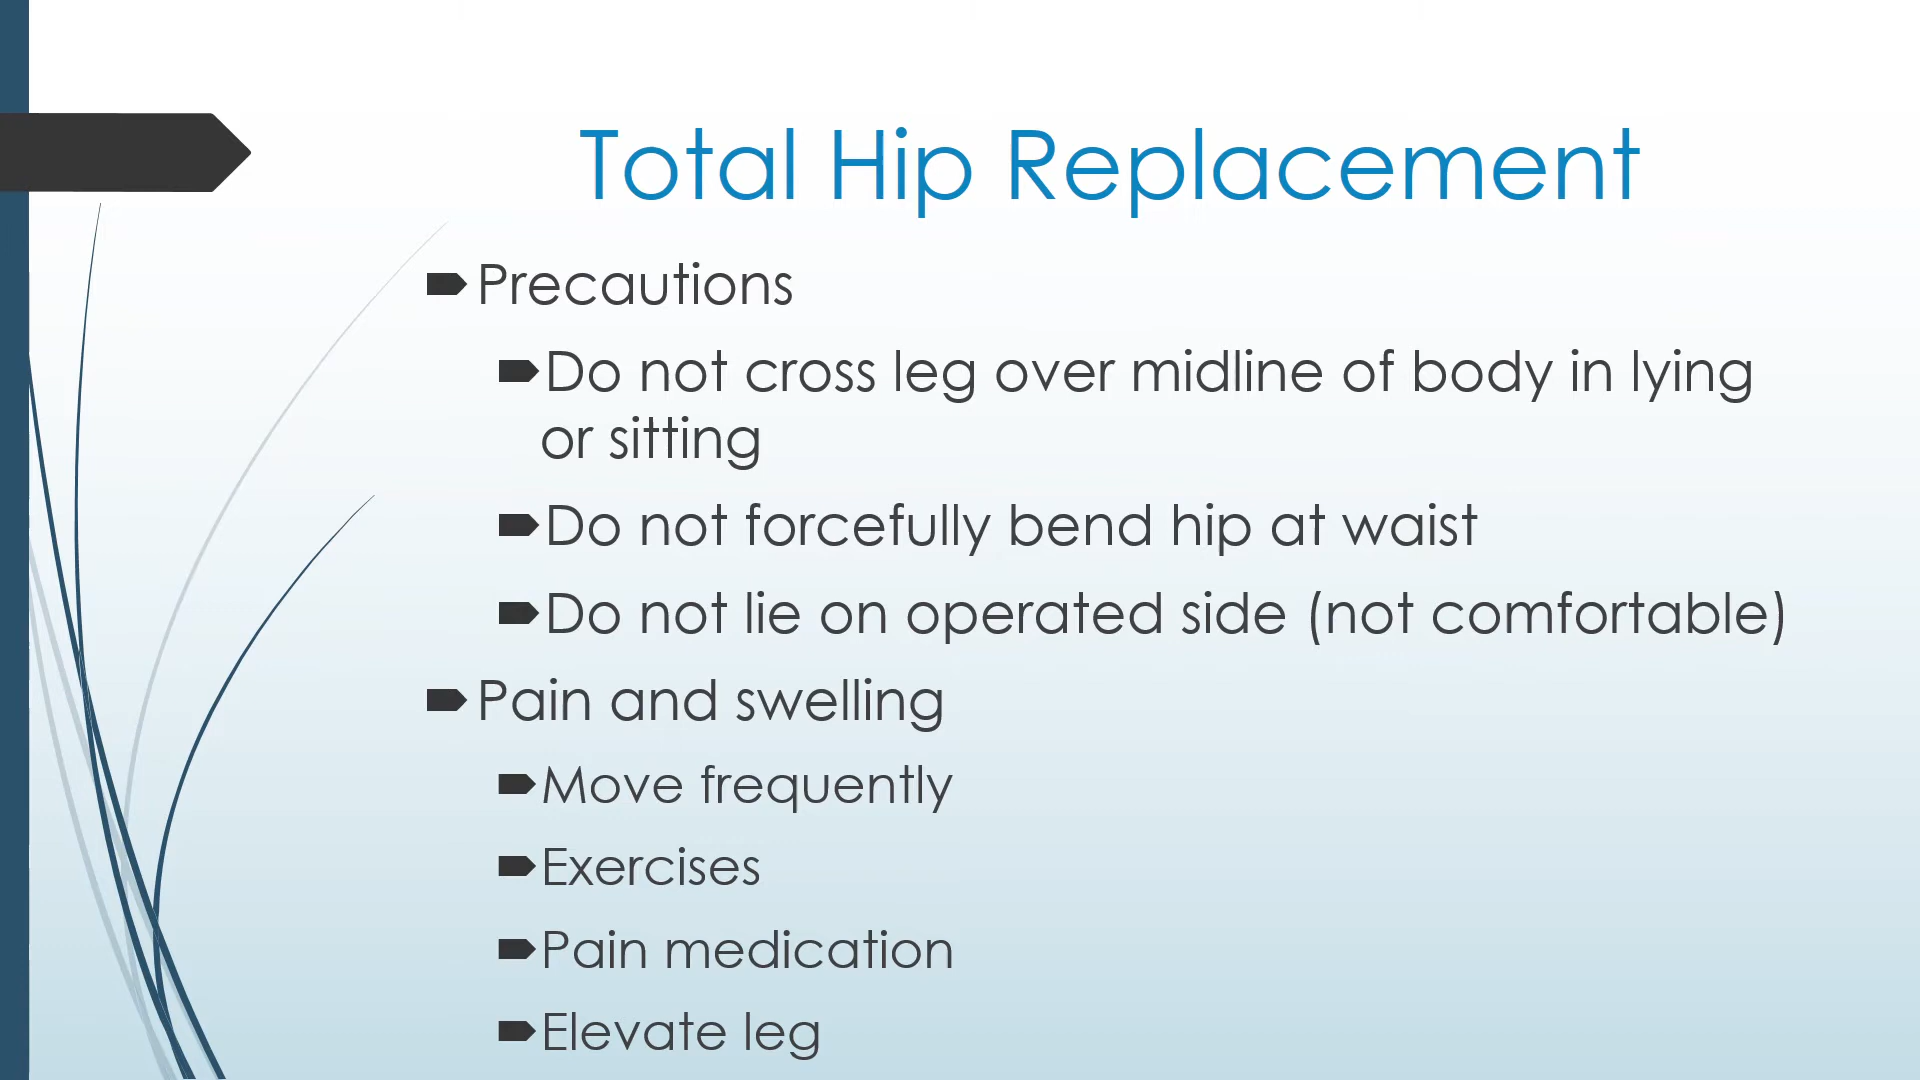 Total Hip Replacement
Precautions
Do not cross leg over midline of body in lying
or sitting
Do not forcefully bend hip at waist
Do not lie on operated side (not comfortable)
Pain and swelling
Move frequently
Exercises
Pain medication
Elevate leg